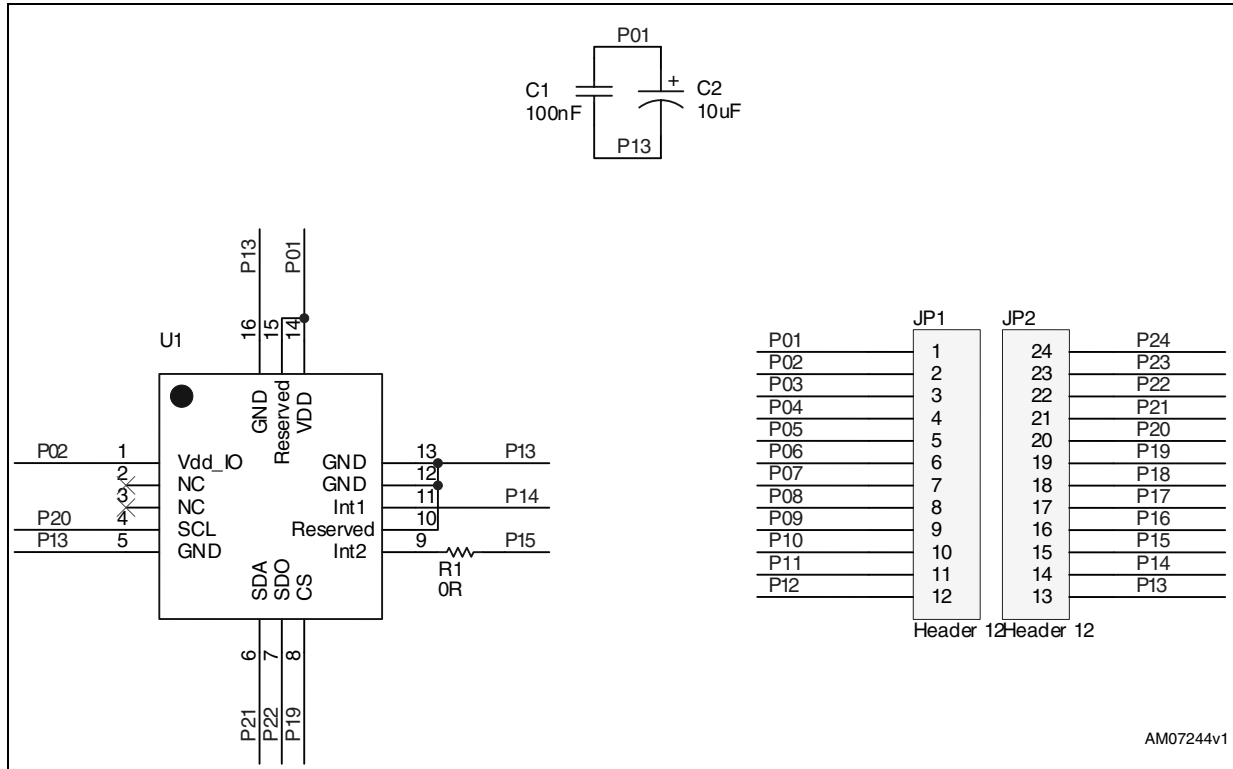 P01
C1
100nF
+
C2
10uF
P13
P13
P01
16
15
14
U1
GND
Reserved
VDD
P02 1 Vdd_IO
2 NC
3 NC
P20 4 SCL
P13 5 GND
GND 13 P13
GND 12
Int1 11 P14
Reserved 10
Int2 9 P15
R1
0R
SDA
SDO
CS
6
7
8
P21
P22
P19
JP1 JP2
P01 1 24 P24
P02 2 23 P23
P03 3 22 P22
P04 4 21 P21
P05 5 20 P20
P06 6 19 P19
P07 7 18 P18
P08 8 17 P17
P09 9 16 P16
P10 10 15 P15
P11 11 14 P14
P12 12 13 P13
Header 12 Header 12
AM07244v1